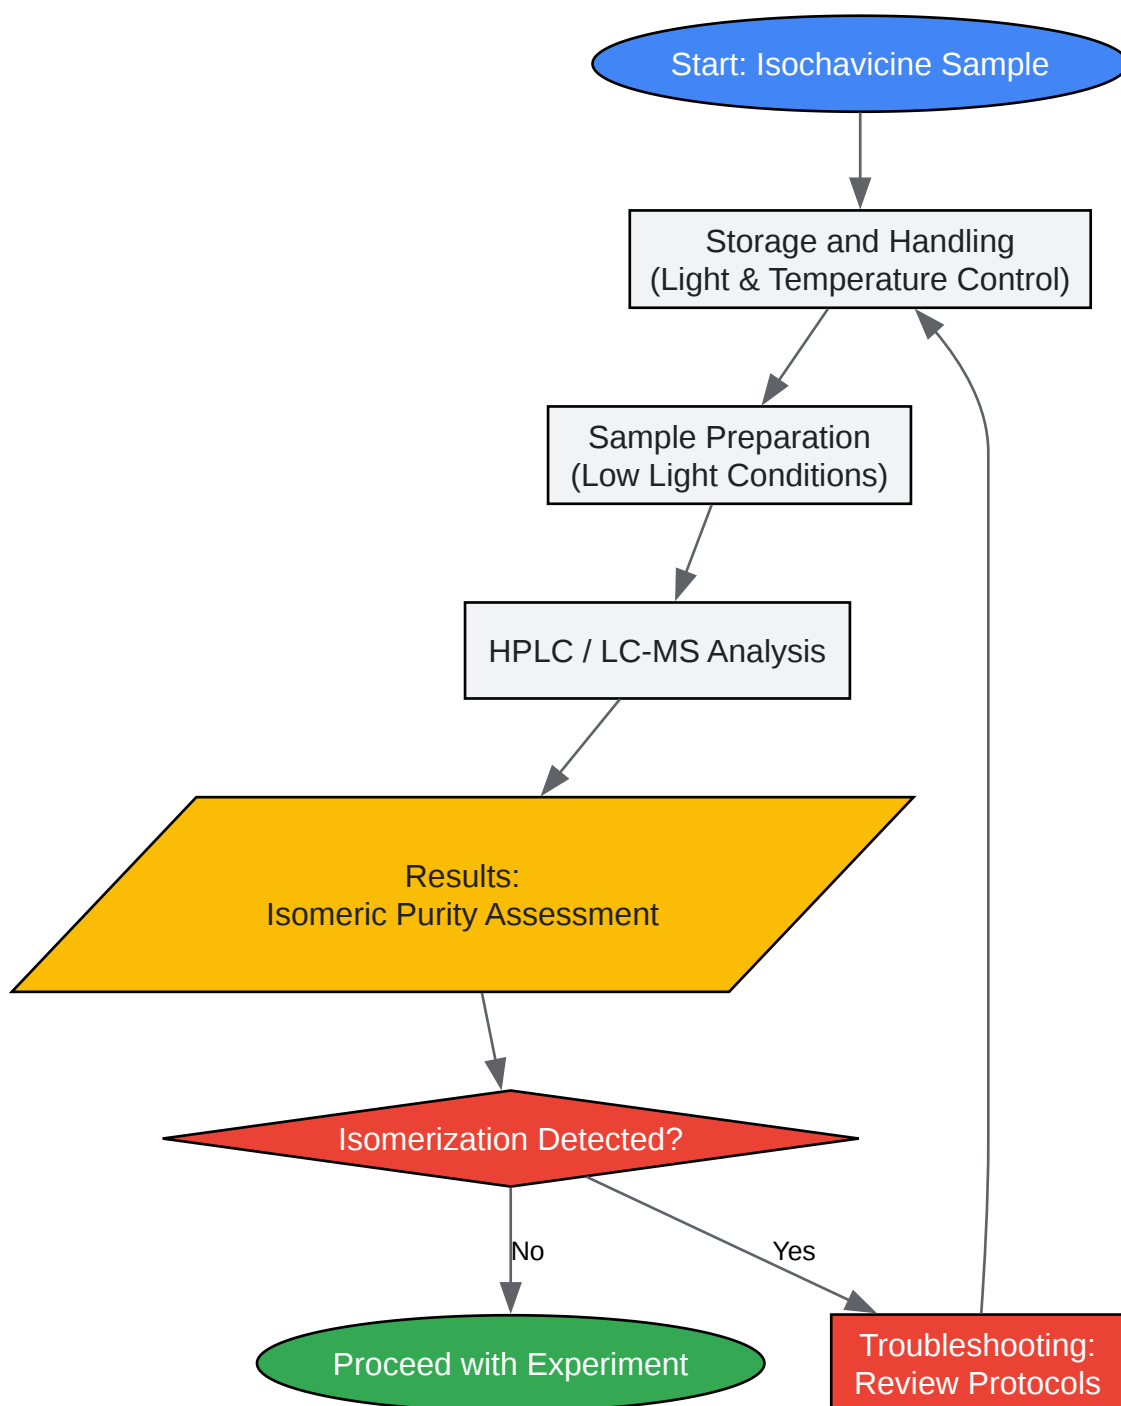 Start: Isochavicine Sample
Storage and Handling
(Light & Temperature Control)
Sample Preparation
(Low Light Conditions)
HPLC / LC-MS Analysis
Results:
Isomeric Purity Assessment
Isomerization Detected?
No
Yes
Proceed with Experiment
Troubleshooting:
Review Protocols